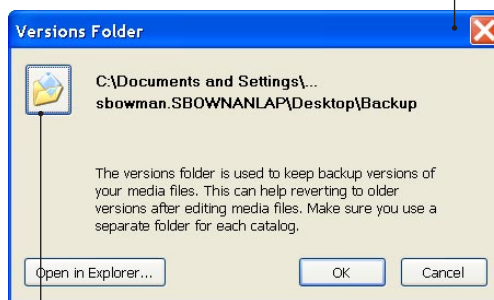 Versions Folder
C:\Documents and Settings\...
sbowman.SBOWNANLAP\Desktop\Backup
The versions folder is used to keep backup versions of
your media files. This can help reverting to older
versions after editing media files. Make sure you use a
separate folder for each catalog.
Open in Explorer...
OK
Cancel